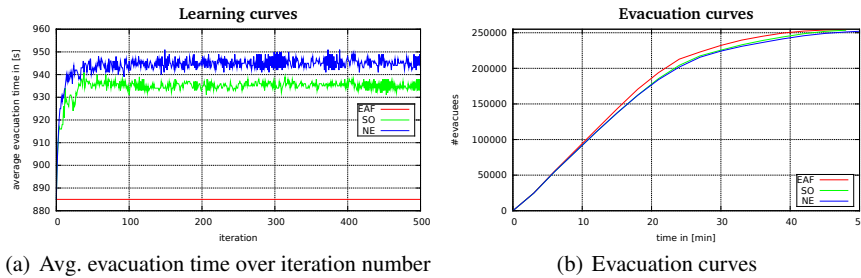 Learning curves
960
950
940
930
920
910
900
890
880
0
100
200
300
400
500
average evacuation time in [s]
iteration
EAF
SO
NE
(a) Avg. evacuation time over iteration number
Evacuation curves
250000
200000
150000
100000
50000
0
0
10
20
30
40
50
#evacuees
time in [min]
EAF
SO
NE
(b) Evacuation curves